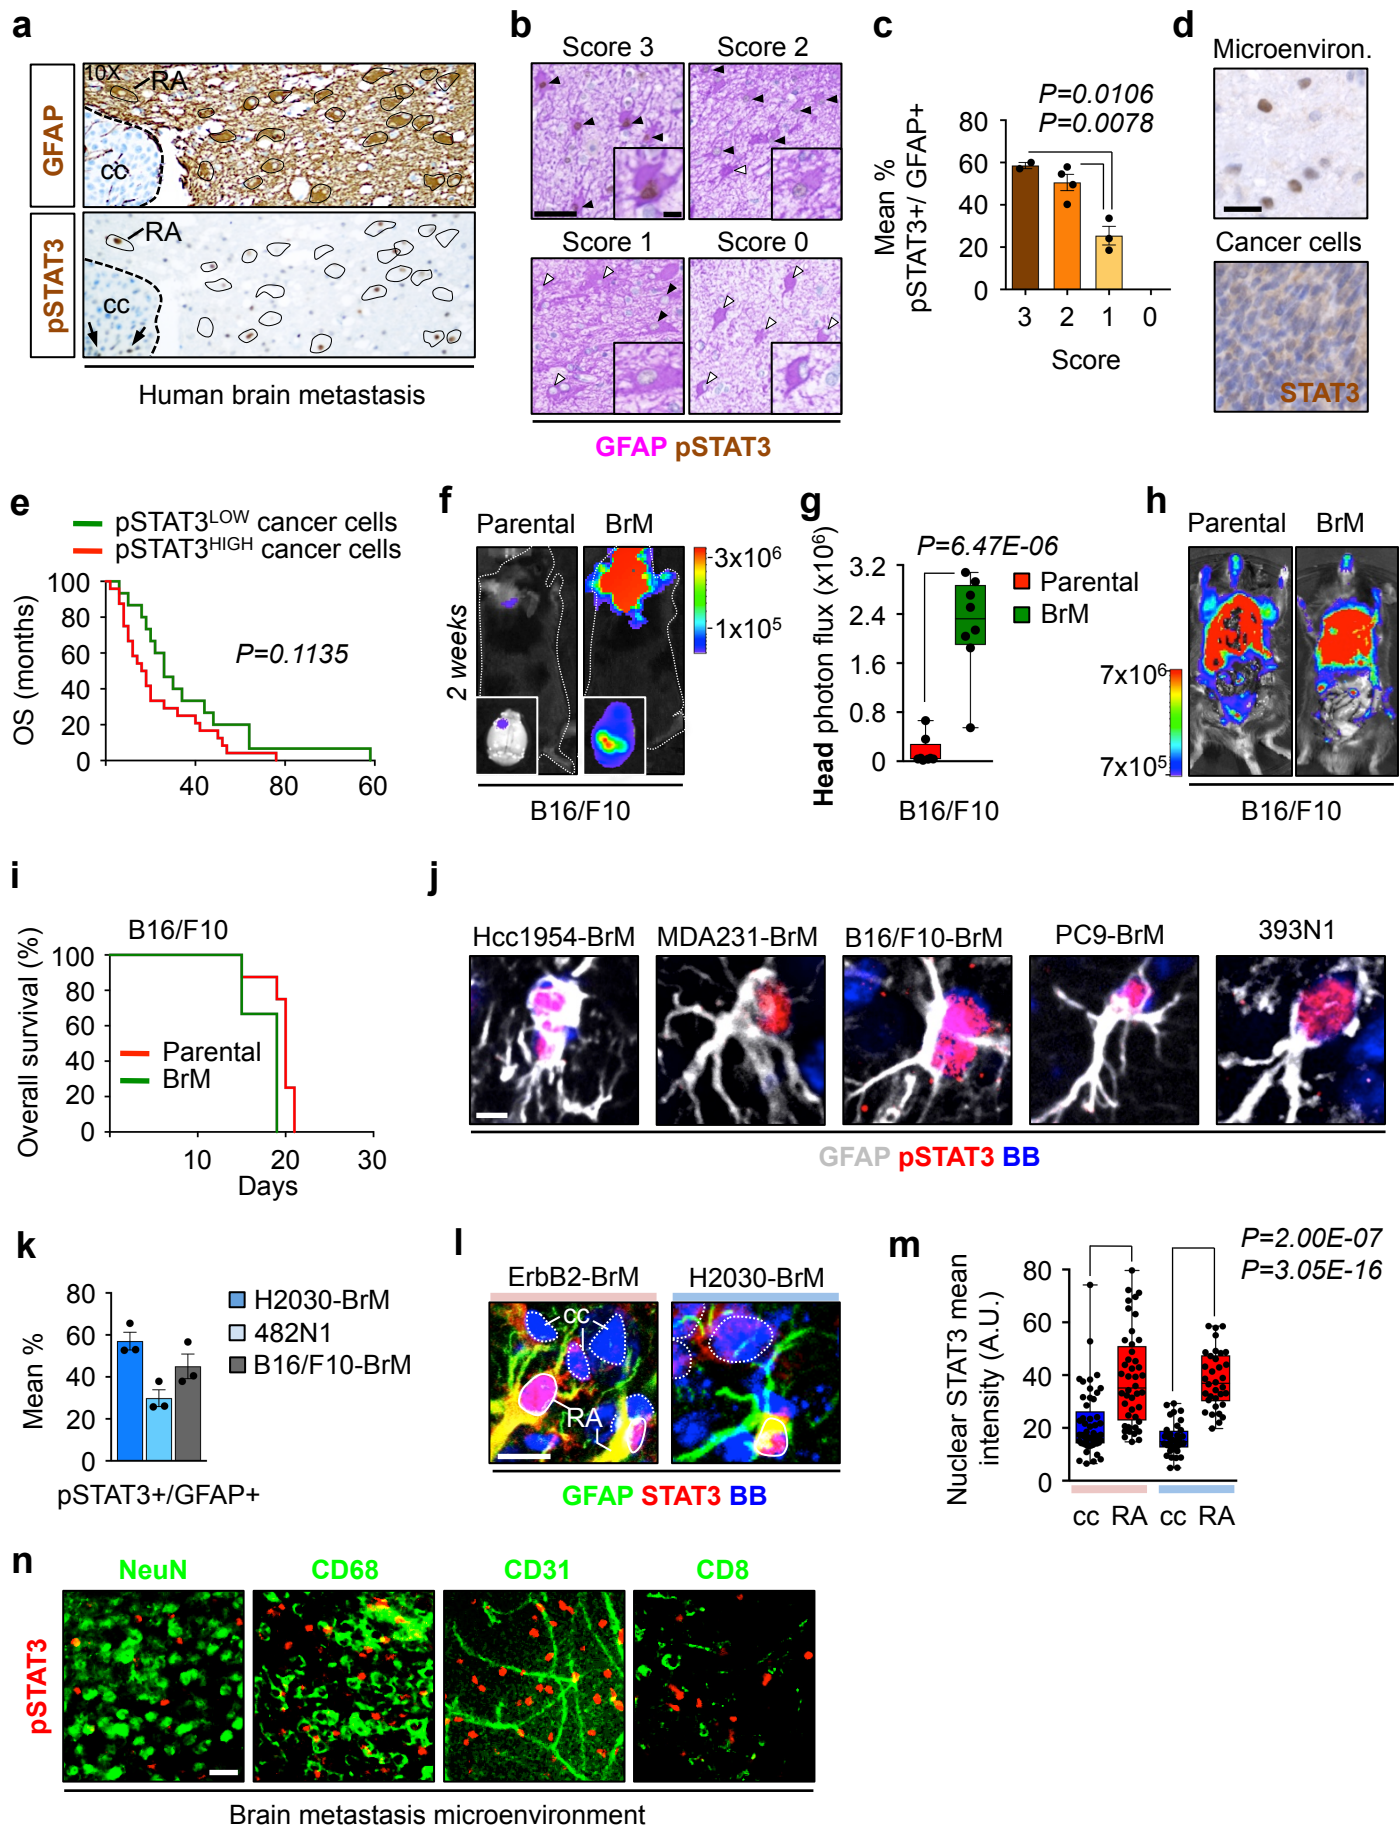 a
GFAP
10X
RA
cc
pSTAT3
RA
cc
Human brain metastasis
b
Score 3
Score 2
Score 1
Score 0
GFAP pSTAT3
c
P=0.0106
P=0.0078
Mean %
pSTAT3+/ GFAP+
80
60
40
20
0
3 2 1 0
Score
d
Microenviron.
Cancer cells
STAT3
e
pSTAT3LOW cancer cells
pSTAT3HIGH cancer cells
OS (months)
100
80
60
40
20
0
P=0.1135
40 80 60
f
Parental BrM
2 weeks
3x10⁶
1x10⁵
B16/F10
g
Head photon flux (x10⁶)
P=6.47E-06
3.2
2.4
1.6
0.8
0
Parental
BrM
B16/F10
h
Parental BrM
7x10⁶
7x10⁵
B16/F10
i
B16/F10
Overall survival (%)
100
80
60
40
20
0
Parental
BrM
10 20 30
Days
j
Hcc1954-BrM MDA231-BrM B16/F10-BrM PC9-BrM 393N1
GFAP pSTAT3 BB
k
Mean %
80
60
40
20
0
H2030-BrM
482N1
B16/F10-BrM
pSTAT3+/GFAP+
l
ErbB2-BrM H2030-BrM
cc
RA
GFAP STAT3 BB
m
Nuclear STAT3 mean
intensity (A.U.)
P=2.00E-07
P=3.05E-16
80
60
40
20
0
cc RA cc RA
n
NeuN CD68 CD31 CD8
pSTAT3
Brain metastasis microenvironment